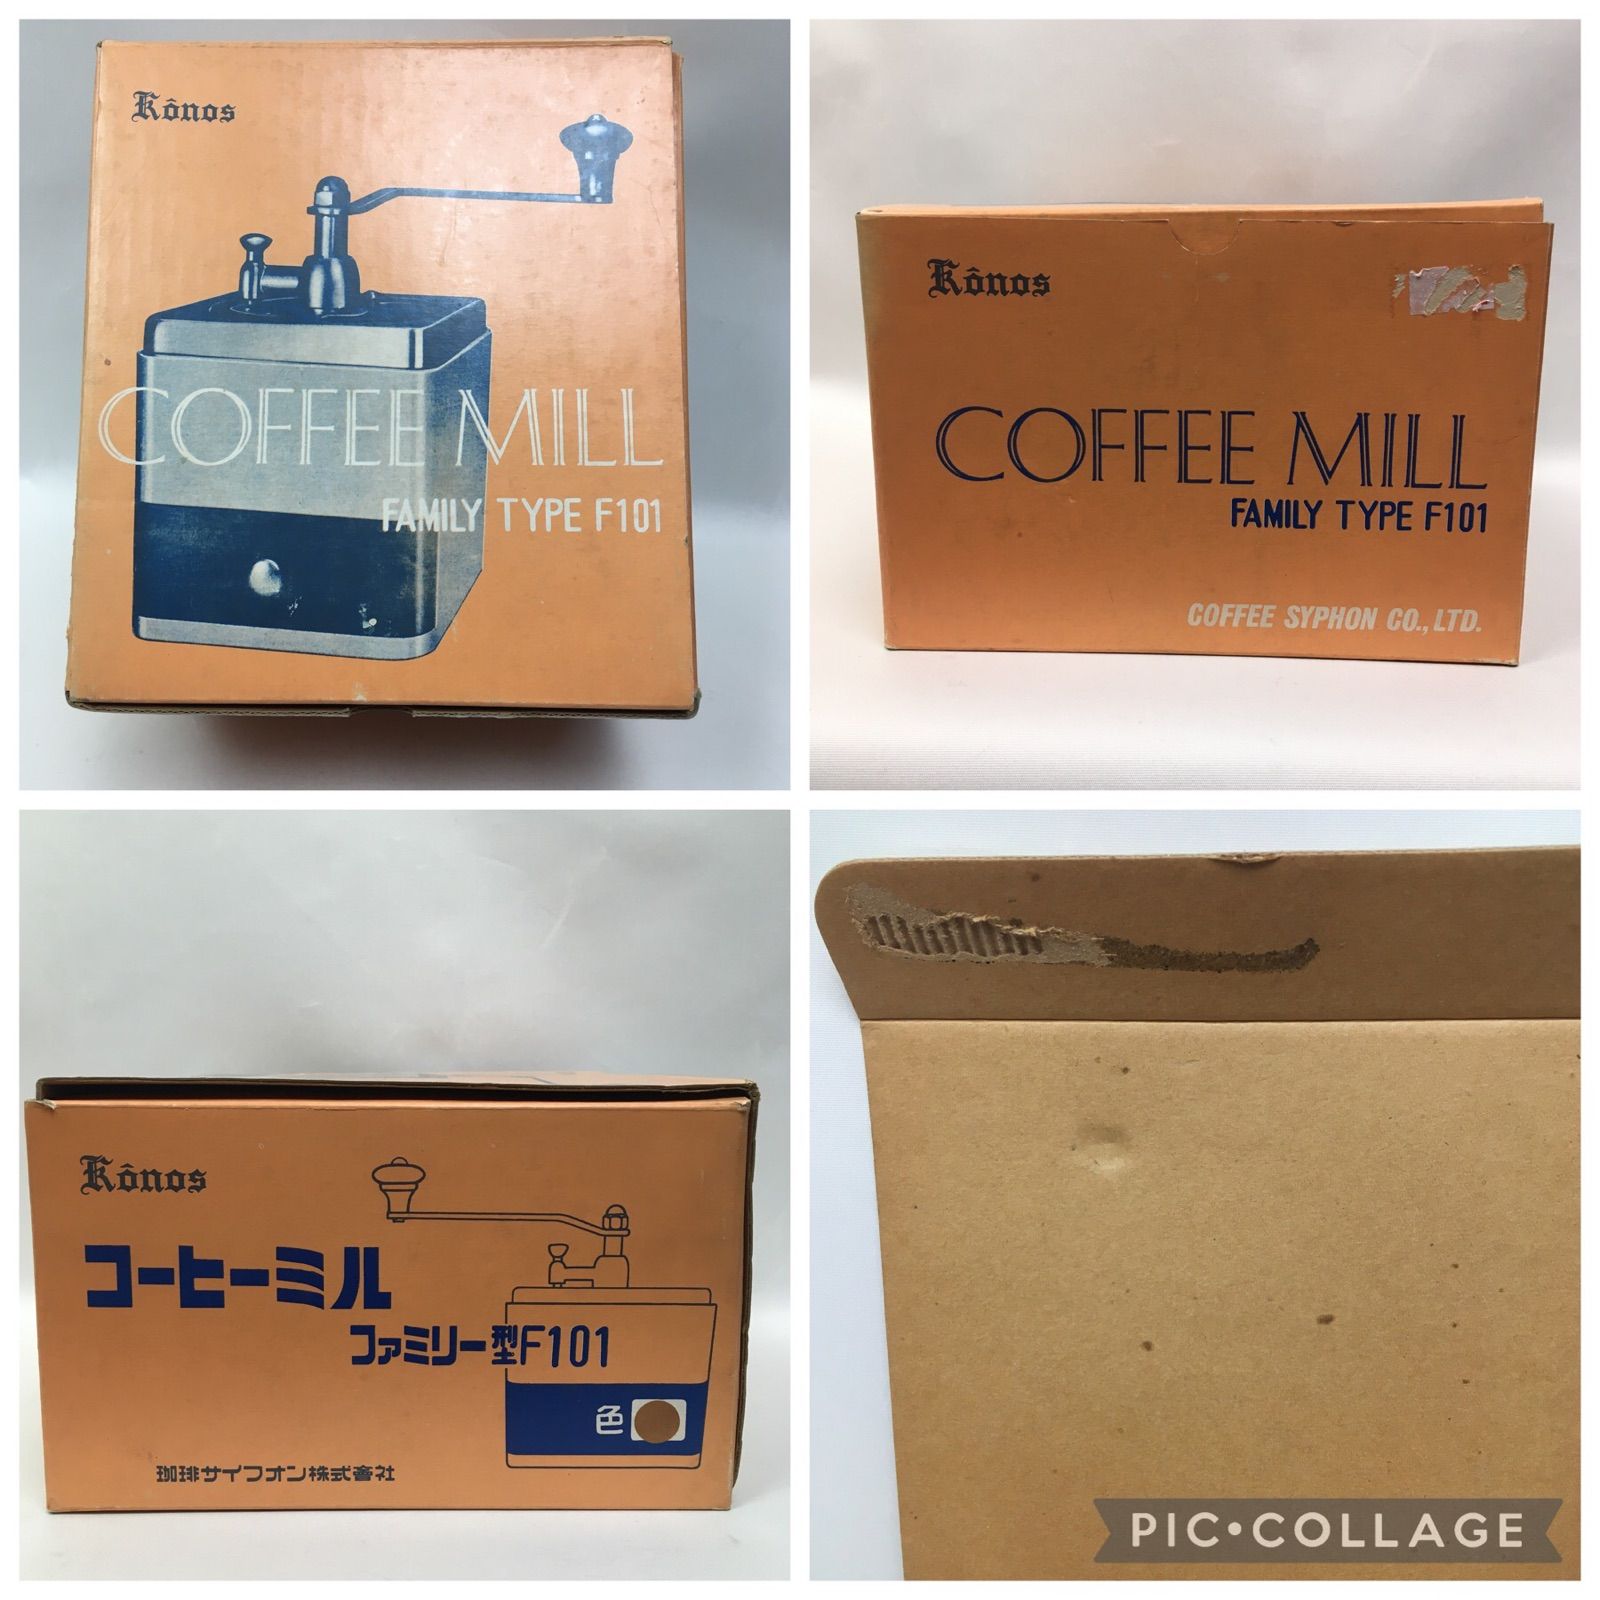 Kônos
COFFEE MILL
FAMILY TYPE F101
Kônos
COFFEE MILL
FAMILY TYPE F101
COFFEE SYPHON CO., LTD.
Kônos
コーヒーミル
ファミリー型F101
色
珈琲サイフオン株式會社
PIC•COLLAGE